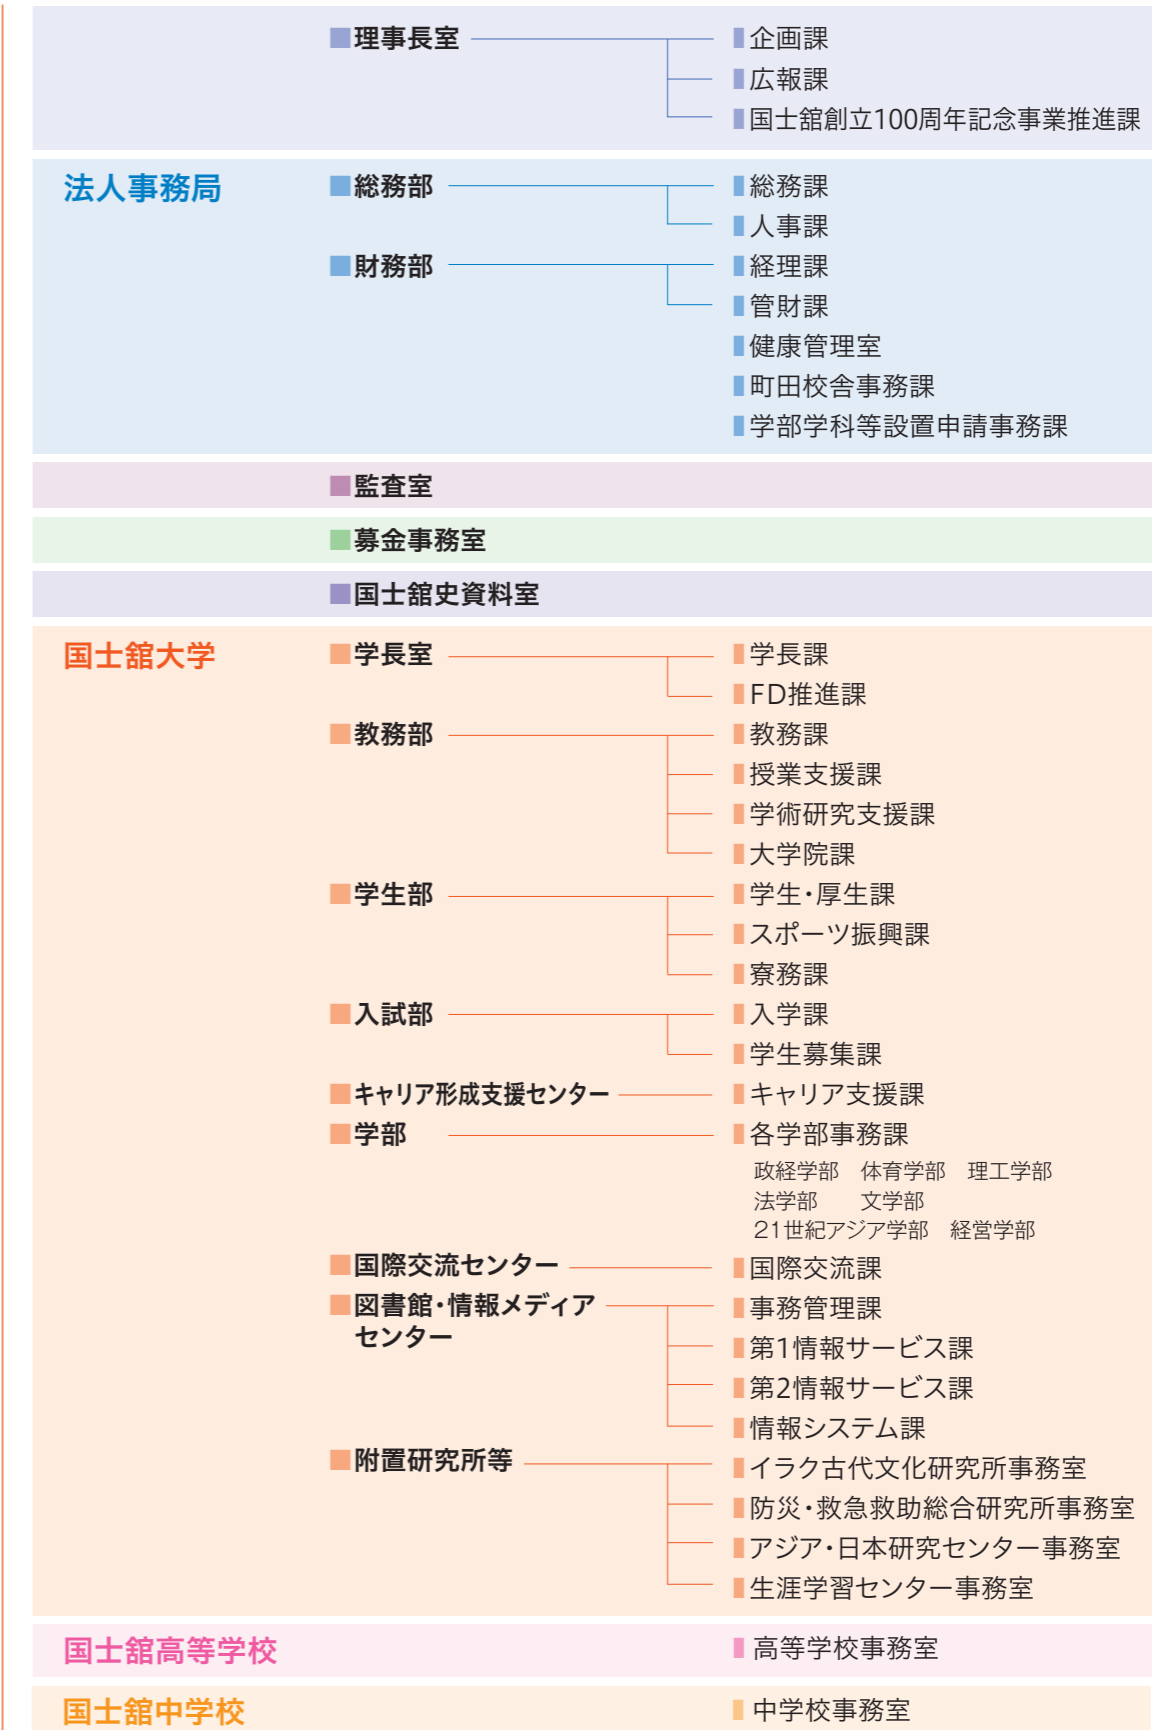 理事長室 企画課
広報課
国士舘創立100周年記念事業推進課
法人事務局 総務部 総務課
人事課
財務部 経理課
管財課
健康管理室
町田校舎事務課
学部学科等設置申請事務課
監査室
募金事務室
国士舘史資料室
国士舘大学 学長室 学長課
FD推進課
教務部 教務課
授業支援課
学術研究支援課
大学院課
学生部 学生・厚生課
スポーツ振興課
寮務課
入試部 入学課
学生募集課
キャリア形成支援センター キャリア支援課
学部 各学部事務課
政経学部 体育学部 理工学部
法学部 文学部
21世紀アジア学部 経営学部
国際交流センター 国際交流課
図書館・情報メディア 事務管理課
センター
第1情報サービス課
第2情報サービス課
情報システム課
附置研究所等 イラク古代文化研究所事務室
防災・救急救助総合研究所事務室
アジア・日本研究センター事務室
生涯学習センター事務室
国士舘高等学校 高等学校事務室
国士舘中学校 中学校事務室